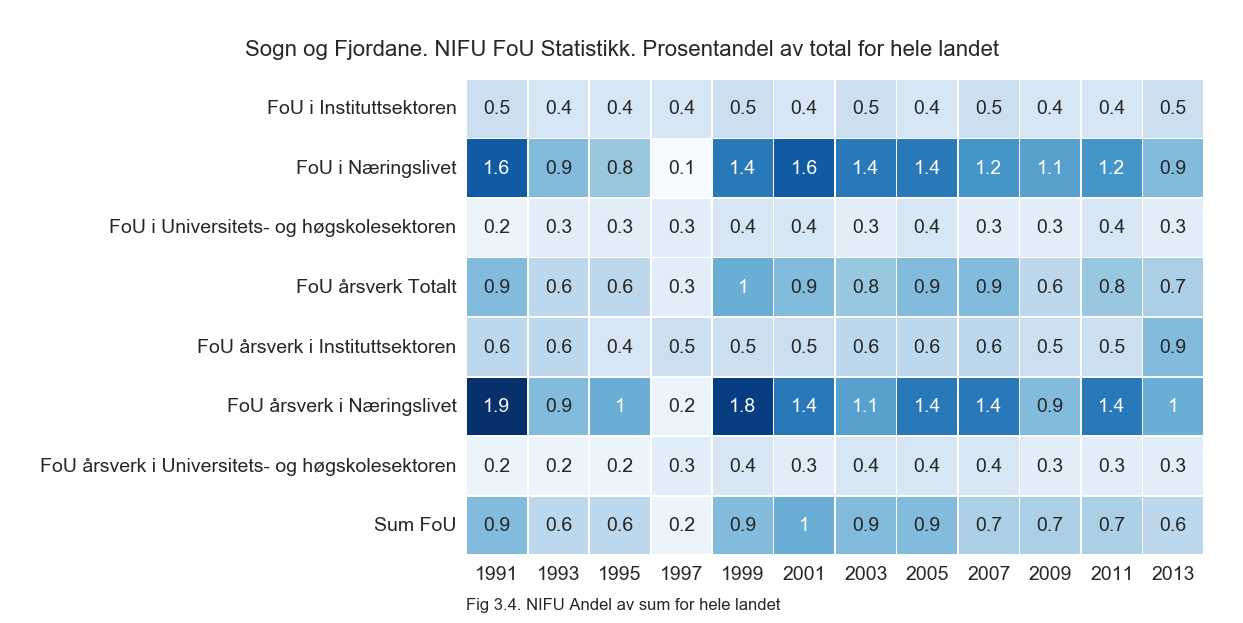 Sogn og Fjordane. NIFU FoU Statistikk. Prosentandel av total for hele landet
FoU i Instituttsektoren 0.5 0.4 0.4 0.4 0.5 0.4 0.5 0.4 0.5 0.4 0.4 0.5
FoU i Næringslivet 1.6 0.9 0.8 0.1 1.4 1.6 1.4 1.4 1.2 1.1 1.2 0.9
FoU i Universitets- og høgskolesektoren 0.2 0.3 0.3 0.3 0.4 0.4 0.3 0.4 0.3 0.3 0.4 0.3
FoU årsverk Totalt 0.9 0.6 0.6 0.3 1 0.9 0.8 0.9 0.9 0.6 0.8 0.7
FoU årsverk i Instituttsektoren 0.6 0.6 0.4 0.5 0.5 0.5 0.6 0.6 0.6 0.5 0.5 0.9
FoU årsverk i Næringslivet 1.9 0.9 1 0.2 1.8 1.4 1.1 1.4 1.4 0.9 1.4 1
FoU årsverk i Universitets- og høgskolesektoren 0.2 0.2 0.2 0.3 0.4 0.3 0.4 0.4 0.4 0.3 0.3 0.3
Sum FoU 0.9 0.6 0.6 0.2 0.9 1 0.9 0.9 0.7 0.7 0.7 0.6
1991 1993 1995 1997 1999 2001 2003 2005 2007 2009 2011 2013
Fig 3.4. NIFU Andel av sum for hele landet